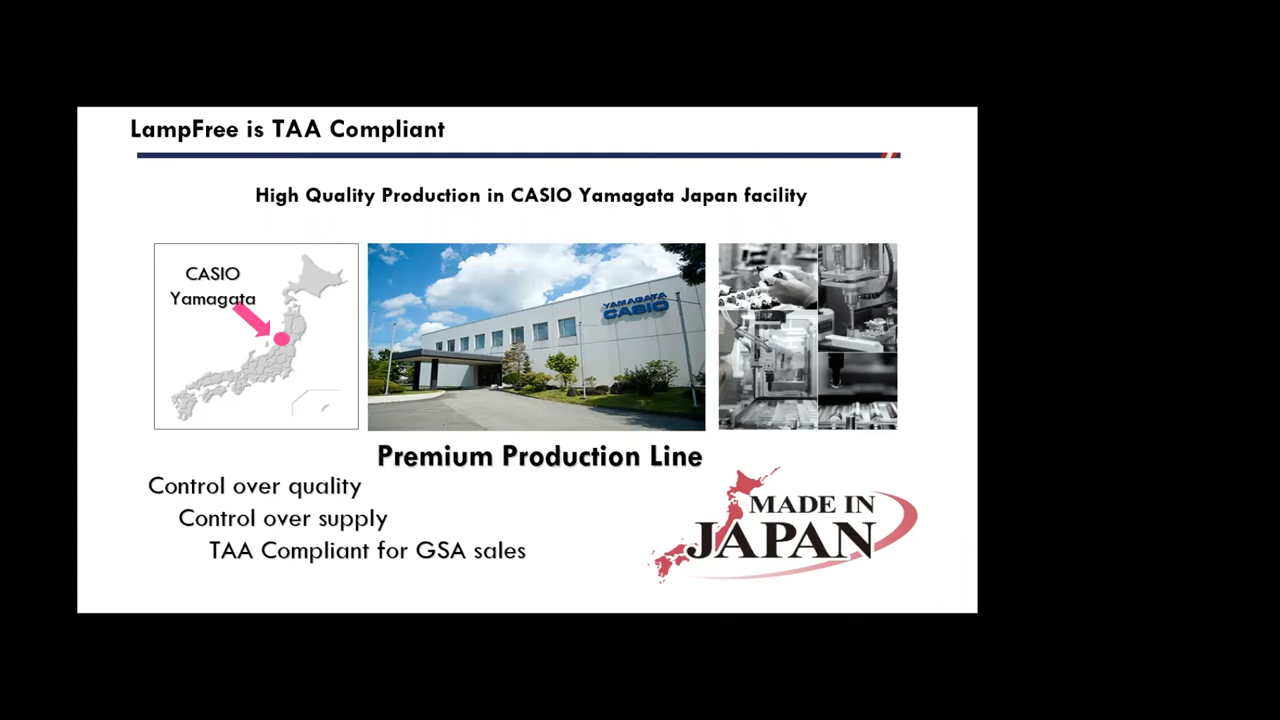 LampFree is TAA Compliant
High Quality Production in CASIO Yamagata Japan facility
CASIO
Yamagata
YAMAGATA
CASIO
Premium Production Line
Control over quality
Control over supply
TAA Compliant for GSA sales
MADE IN
JAPAN